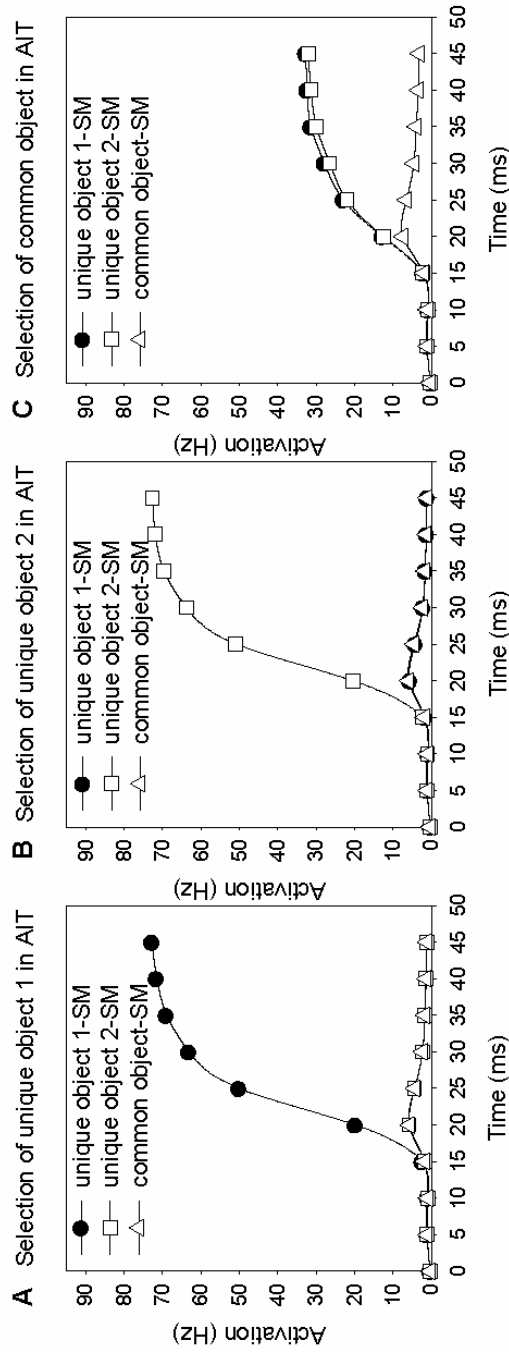 A Selection of unique object 1 in AIT
unique object 1-SM
unique object 2-SM
common object-SM
Activation (Hz)
90
80
70
60
50
40
30
20
10
0
0 5 10 15 20 25 30 35 40 45 50
Time (ms)
B Selection of unique object 2 in AIT
unique object 1-SM
unique object 2-SM
common object-SM
Activation (Hz)
90
80
70
60
50
40
30
20
10
0
0 5 10 15 20 25 30 35 40 45 50
Time (ms)
C Selection of common object in AIT
unique object 1-SM
unique object 2-SM
common object-SM
Activation (Hz)
90
80
70
60
50
40
30
20
10
0
0 5 10 15 20 25 30 35 40 45 50
Time (ms)